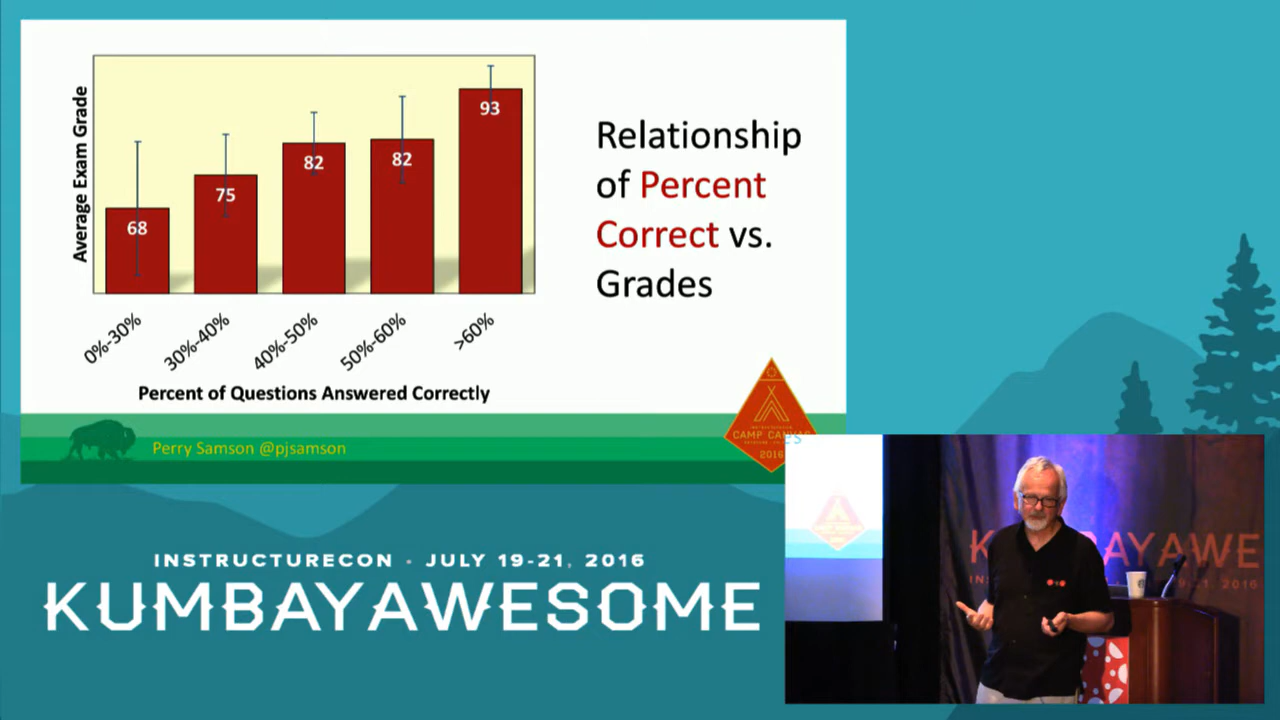 Average Exam Grade
68
75
82
82
93
0%-30%
30%-40%
40%-50%
50%-60%
>60%
Percent of Questions Answered Correctly
Relationship
of Percent
Correct vs.
Grades
Perry Samson @pjsamson
CAMP CANVAS
2016
INSTRUCTURECON - JULY 19-21, 2016
KUMBAYAWESOME